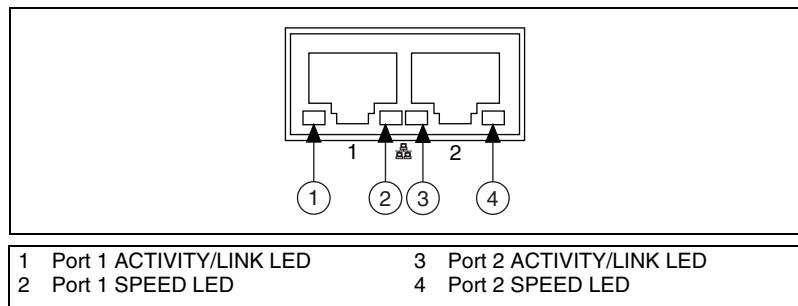 1 2
1 2 3 4
1 Port 1 ACTIVITY/LINK LED
2 Port 1 SPEED LED
3 Port 2 ACTIVITY/LINK LED
4 Port 2 SPEED LED